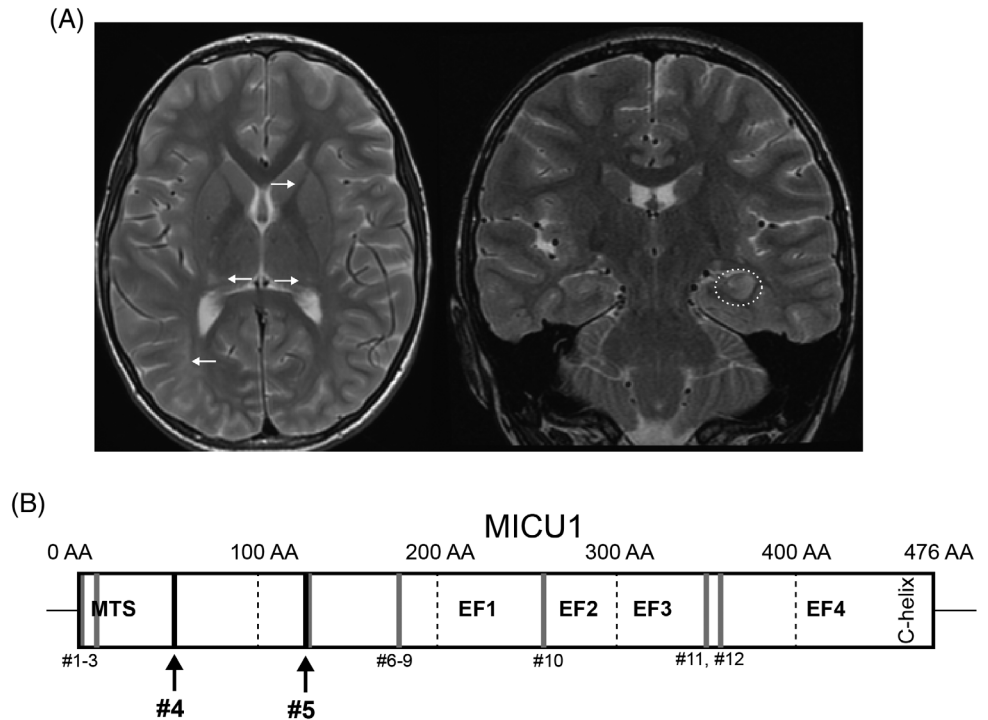 (A)
(B)
MICU1
0 AA 100 AA 200 AA 300 AA 400 AA 476 AA
MTS EF1 EF2 EF3 EF4 C-helix
#1-3 #6-9 #10 #11, #12
#4 #5